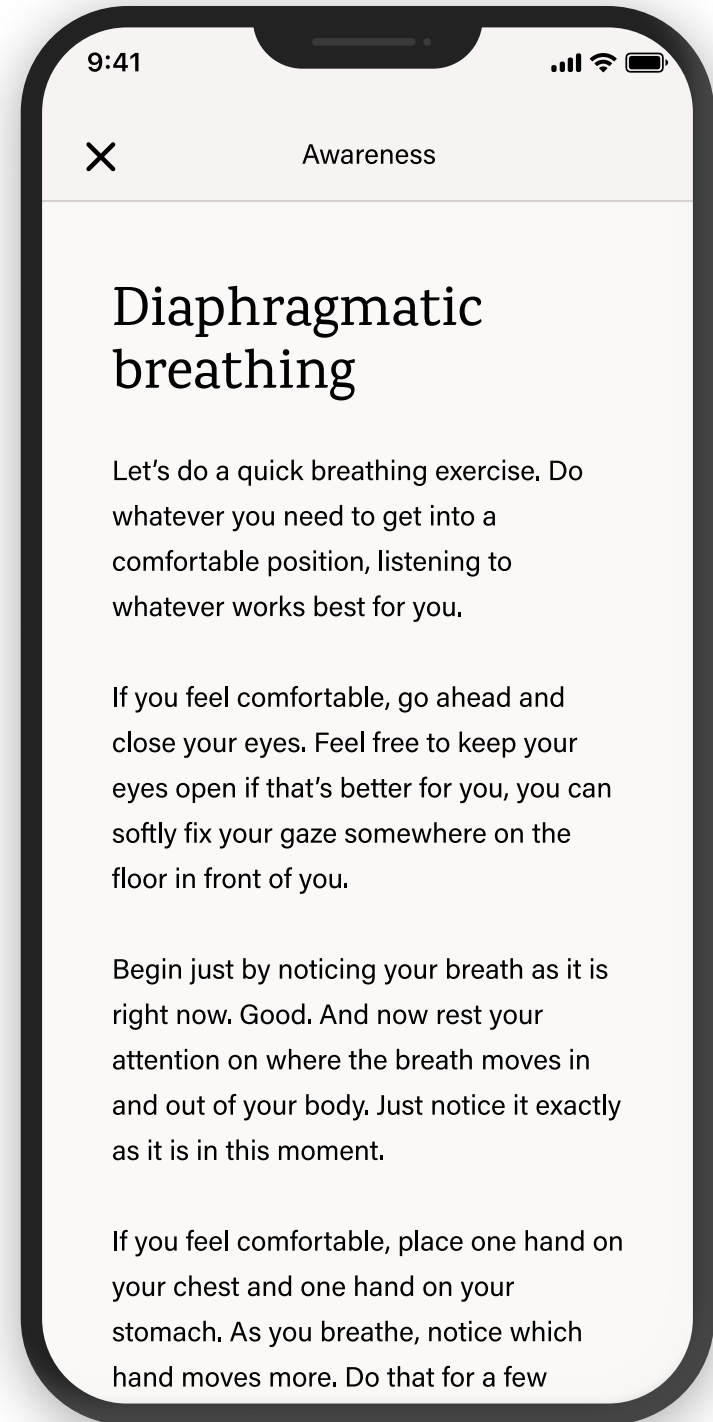 9:41
Awareness
Diaphragmatic
breathing
Let’s do a quick breathing exercise. Do
whatever you need to get into a
comfortable position, listening to
whatever works best for you.
If you feel comfortable, go ahead and
close your eyes. Feel free to keep your
eyes open if that’s better for you, you can
softly fix your gaze somewhere on the
floor in front of you.
Begin just by noticing your breath as it is
right now. Good. And now rest your
attention on where the breath moves in
and out of your body. Just notice it exactly
as it is in this moment.
If you feel comfortable, place one hand on
your chest and one hand on your
stomach. As you breathe, notice which
hand moves more. Do that for a few